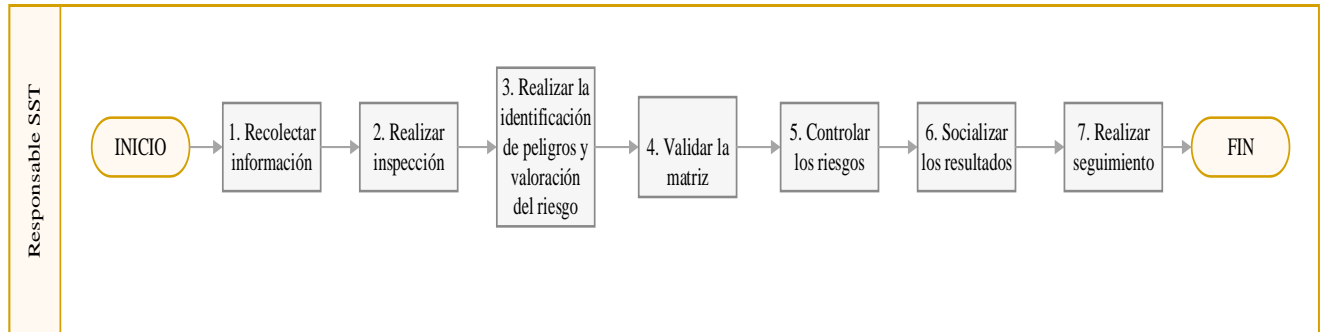 Responsable SST
INICIO
1. Recolectar
información
2. Realizar
inspección
3. Realizar la
identificación
de peligros y
valoración
del riesgo
4. Validar la
matriz
5. Controlar
los riesgos
6. Socializar
los resultados
7. Realizar
seguimiento
FIN